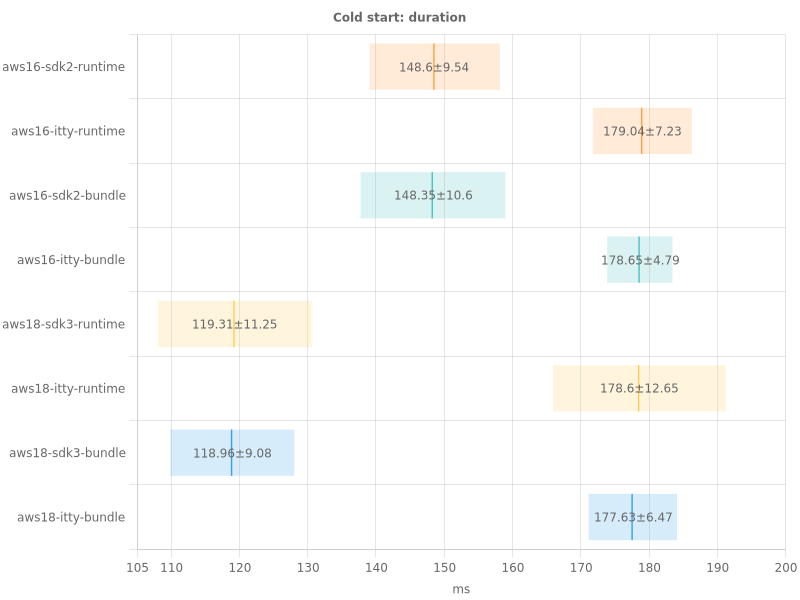 Cold start: duration
aws16-sdk2-runtime
148.6±9.54
aws16-itty-runtime
179.04±7.23
aws16-sdk2-bundle
148.35±10.6
aws16-itty-bundle
178.65±4.79
aws18-sdk3-runtime
119.31±11.25
aws18-itty-runtime
178.6±12.65
aws18-sdk3-bundle
118.96±9.08
aws18-itty-bundle
177.63±6.47
105 110 120 130 140 150 160 170 180 190 200
ms